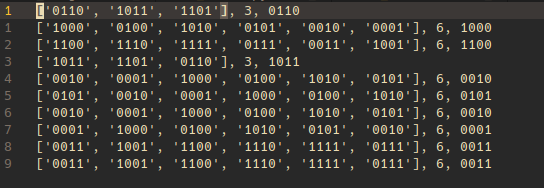 1 ['0110', '1011', '1101'], 3, 0110
1 ['1000', '0100', '1010', '0101', '0010', '0001'], 6, 1000
2 ['1100', '1110', '1111', '0111', '0011', '1001'], 6, 1100
3 ['1011', '1101', '0110'], 3, 1011
4 ['0010', '0001', '1000', '0100', '1010', '0101'], 6, 0010
5 ['0101', '0010', '0001', '1000', '0100', '1010'], 6, 0101
6 ['0010', '0001', '1000', '0100', '1010', '0101'], 6, 0010
7 ['0001', '1000', '0100', '1010', '0101', '0010'], 6, 0001
8 ['0011', '1001', '1100', '1110', '1111', '0111'], 6, 0011
9 ['0011', '1001', '1100', '1110', '1111', '0111'], 6, 0011